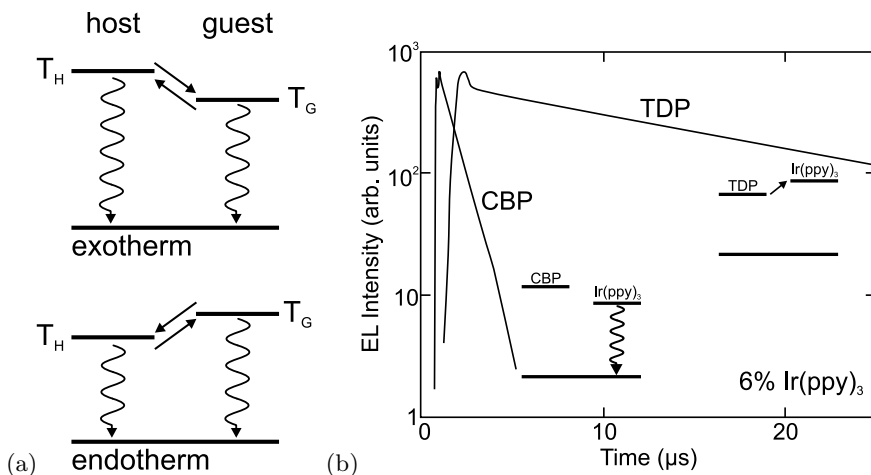 host guest
T_H T_G
exotherm
T_H T_G
endotherm
(a)
10³
10²
10
1
EL Intensity (arb. units)
TDP
CBP
TDP Ir(ppy)₃
CBP Ir(ppy)₃
6% Ir(ppy)₃
0 10 20
Time (µs)
(b)